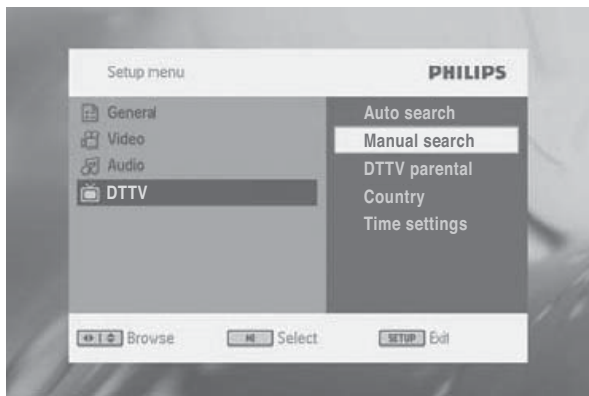 Setup menu
PHILIPS
General
Video
Audio
DTTV
Auto search
Manual search
DTTV parental
Country
Time settings
Browse
Select
SETUP Exit